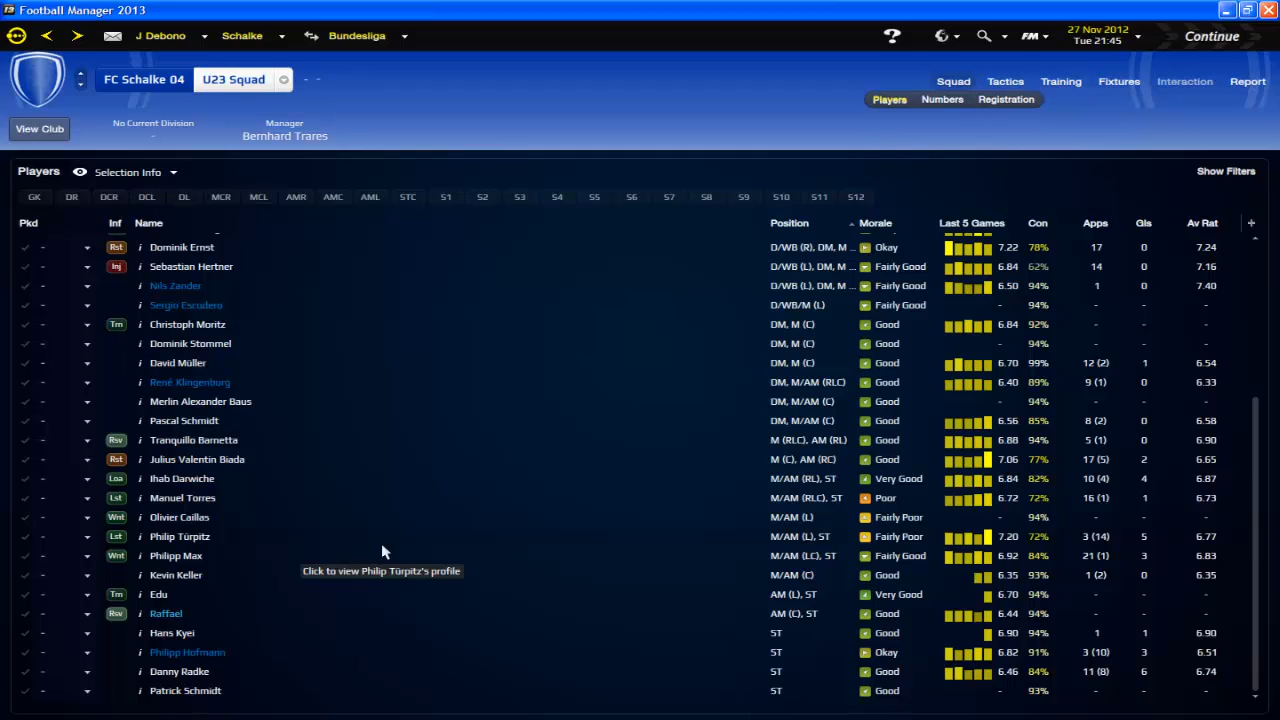 Football Manager 2013
J Debono Schalke Bundesliga FM 27 Nov 2012 Tue 21:45 Continue
FC Schalke 04 U23 Squad - -
Squad Tactics Training Fixtures Interaction Report
Players Numbers Registration
View Club No Current Division - Manager Bernhard Trares
Players Selection Info Show Filters
GK DR DCR DCL DL MCR MCL AMR AMC AML STC S1 S2 S3 S4 S5 S6 S7 S8 S9 S10 S11 S12
Pkd Inf Name Position Morale Last 5 Games Con Apps Gls Av Rat
- Rst i Dominik Ernst D/WB (R), DM, M ... Okay 7.22 78% 17 0 7.24
- Inj i Sebastian Hertner D/WB (L), DM, M ... Fairly Good 6.84 62% 14 0 7.16
- i Nils Zander D/WB (L), DM, M ... Fairly Good 6.50 94% 1 0 7.40
- i Sergio Escudero D/WB/M (L) Fairly Good - 94% - - -
- Trn i Christoph Moritz DM, M (C) Good 6.84 92% - - -
- i Dominik Stommel DM, M (C) Good - 94% - - -
- i David Müller DM, M (C) Good 6.70 99% 12 (2) 1 6.54
- i René Klingenburg DM, M/AM (RLC) Good 6.40 89% 9 (1) 0 6.33
- i Merlin Alexander Baus DM, M/AM (C) Good - 94% - - -
- i Pascal Schmidt DM, M/AM (C) Good 6.56 85% 8 (2) 0 6.58
- Rsv i Tranquillo Barnetta M (RLC), AM (RL) Good 6.88 94% 5 (1) 0 6.90
- Rst i Julius Valentin Biada M (C), AM (RC) Good 7.06 77% 17 (5) 2 6.65
- Loa i Ihab Darwiche M/AM (RL), ST Very Good 6.84 82% 10 (4) 4 6.87
- Lst i Manuel Torres M/AM (RLC), ST Poor 6.72 72% 16 (1) 1 6.73
- Wnt i Olivier Caillas M/AM (L) Fairly Poor - 94% - - -
- Lst i Philip Türpitz M/AM (L), ST Fairly Poor 7.20 72% 3 (14) 5 6.77
- Wnt i Philipp Max M/AM (LC), ST Fairly Good 6.92 84% 21 (1) 3 6.83
Click to view Philip Türpitz's profile
- i Kevin Keller M/AM (C) Good 6.35 93% 1 (2) 0 6.35
- Trn i Edu AM (L), ST Very Good 6.70 94% - - -
- Rsv i Raffael AM (C), ST Good 6.44 94% - - -
- i Hans Kyei ST Good 6.90 94% 1 1 6.90
- i Philipp Hofmann ST Okay 6.82 91% 3 (10) 3 6.51
- i Danny Radke ST Good 6.46 84% 11 (8) 6 6.74
- i Patrick Schmidt ST Good - 93% - - -